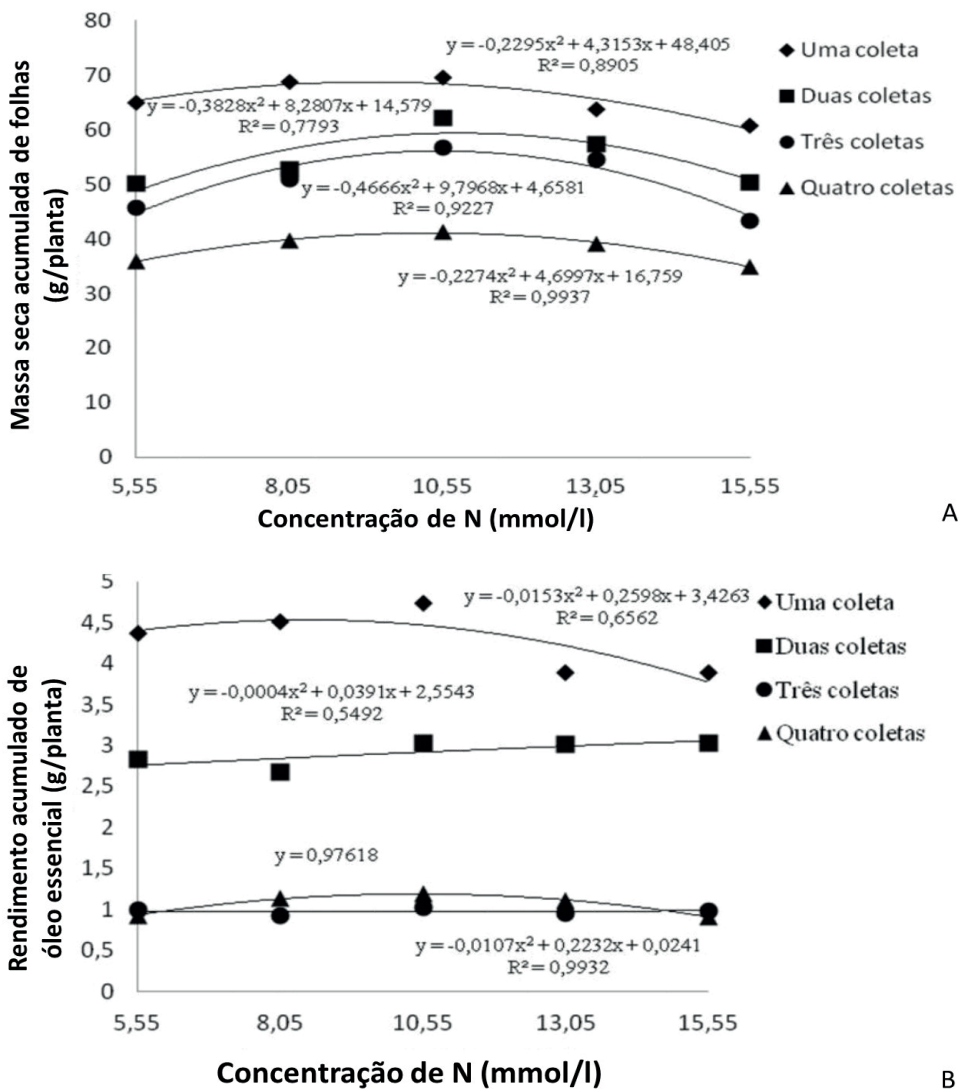 Massa seca acumulada de folhas
(g/planta)
80
70
60
50
40
30
20
10
0
y = -0,2295x² + 4,3153x + 48,405
R² = 0,8905
y = -0,3828x² + 8,2807x + 14,579
R² = 0,7793
y = -0,4666x² + 9,7968x + 4,6581
R² = 0,9227
y = -0,2274x² + 4,6997x + 16,759
R² = 0,9937
Uma coleta
Duas coletas
Três coletas
Quatro coletas
5,55 8,05 10,55 13,05 15,55
Concentração de N (mmol/l)
A
Rendimento acumulado de
óleo essencial (g/planta)
5
4,5
4
3,5
3
2,5
2
1,5
1
0,5
0
y = -0,0153x² + 0,2598x + 3,4263
R² = 0,6562
y = -0,0004x² + 0,0391x + 2,5543
R² = 0,5492
y = 0,97618
y = -0,0107x² + 0,2232x + 0,0241
R² = 0,9932
Uma coleta
Duas coletas
Três coletas
Quatro coletas
5,55 8,05 10,55 13,05 15,55
Concentração de N (mmol/l)
B